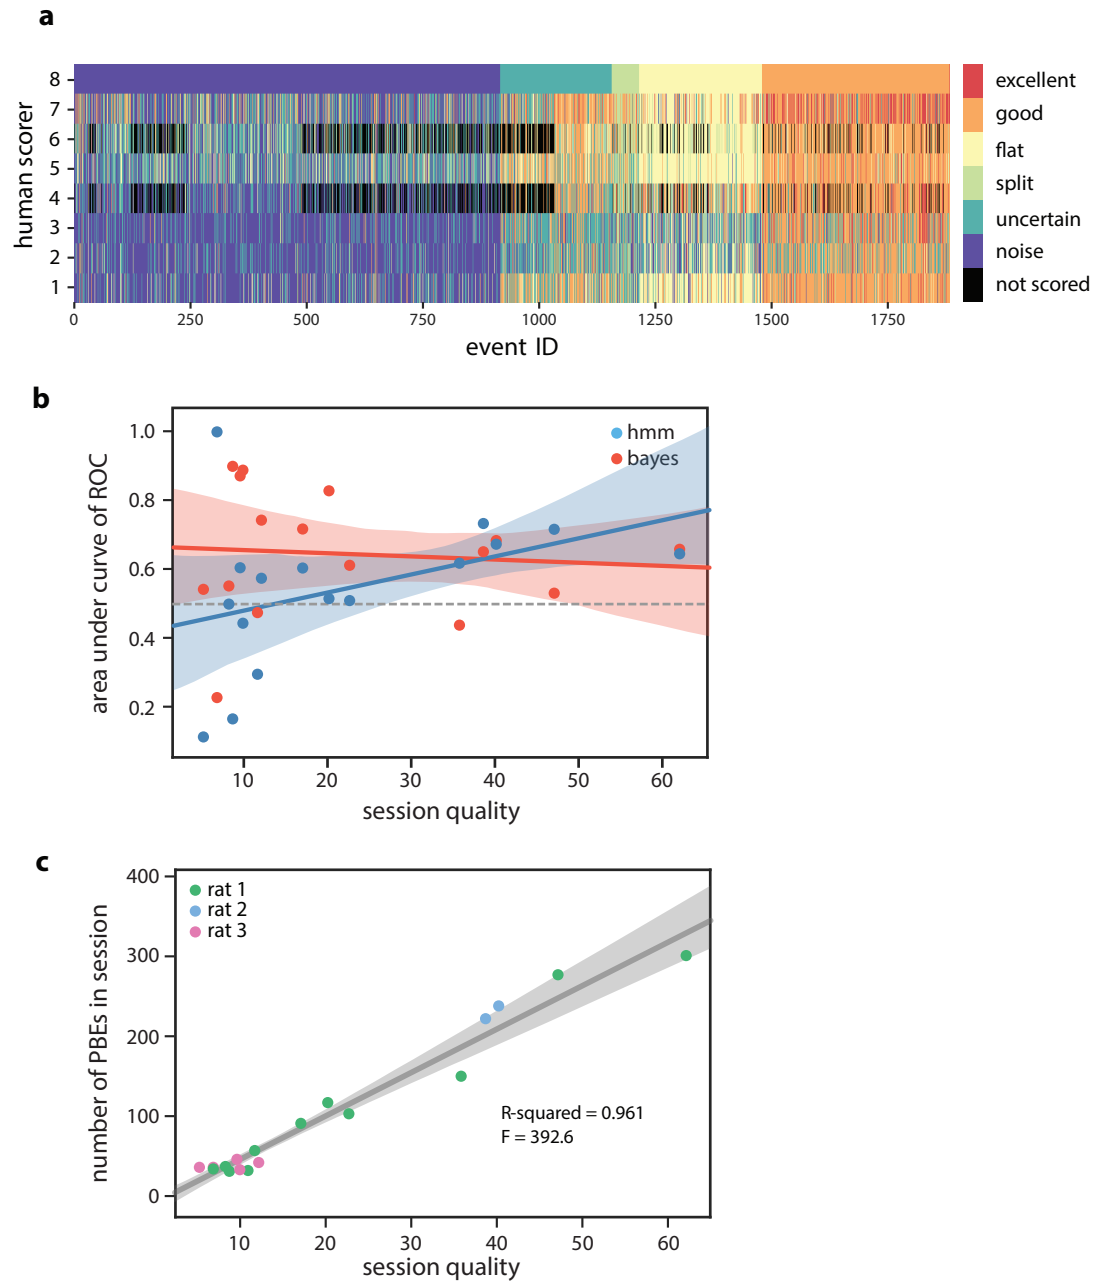 a
human scorer
8
7
6
5
4
3
2
1
0 250 500 750 1000 1250 1500 1750
event ID
excellent
good
flat
split
uncertain
noise
not scored
b
area under curve of ROC
1.0
0.8
0.6
0.4
0.2
hmm
bayes
10 20 30 40 50 60
session quality
c
number of PBEs in session
400
300
200
100
0
rat 1
rat 2
rat 3
R-squared = 0.961
F = 392.6
10 20 30 40 50 60
session quality